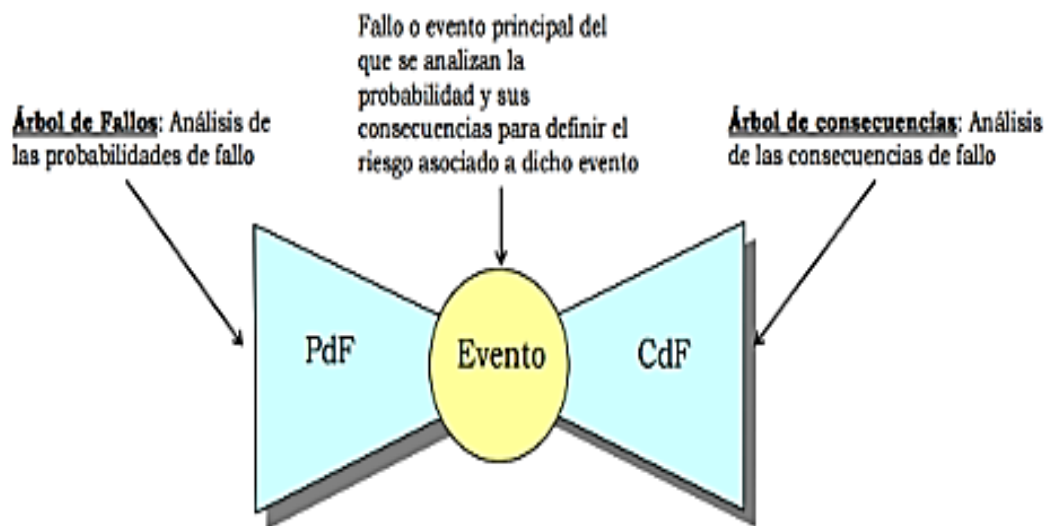 Fallo o evento principal del
que se analizan la
probabilidad y sus
consecuencias para definir el
riesgo asociado a dicho evento
Árbol de Fallos: Análisis de
las probabilidades de fallo
Árbol de consecuencias: Análisis
de las consecuencias de fallo
PdF
Evento
CdF